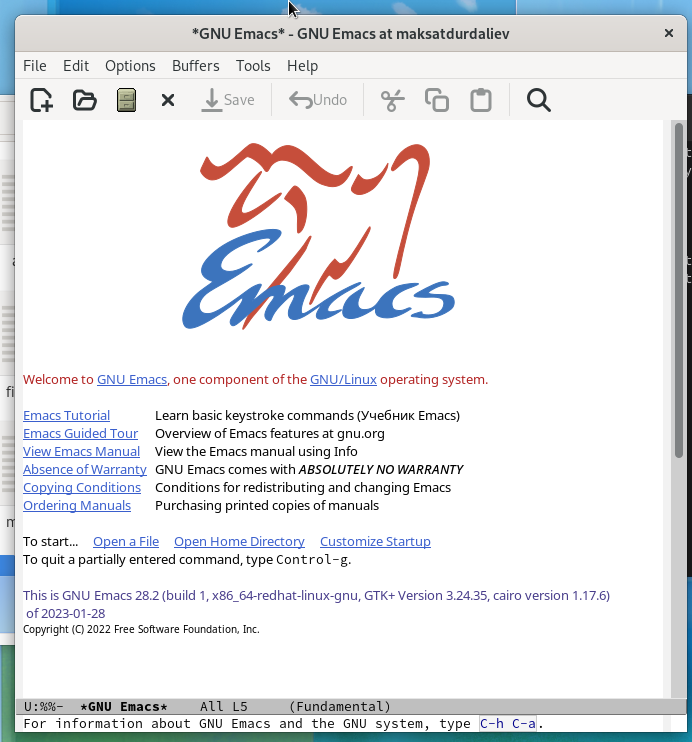 *GNU Emacs* - GNU Emacs at maksatdurdaliev
File Edit Options Buffers Tools Help
Save Undo
Emacs
Welcome to GNU Emacs, one component of the GNU/Linux operating system.
Emacs Tutorial Learn basic keystroke commands (Учебник Emacs)
Emacs Guided Tour Overview of Emacs features at gnu.org
View Emacs Manual View the Emacs manual using Info
Absence of Warranty GNU Emacs comes with ABSOLUTELY NO WARRANTY
Copying Conditions Conditions for redistributing and changing Emacs
Ordering Manuals Purchasing printed copies of manuals
To start... Open a File Open Home Directory Customize Startup
To quit a partially entered command, type Control-g.
This is GNU Emacs 28.2 (build 1, x86_64-redhat-linux-gnu, GTK+ Version 3.24.35, cairo version 1.17.6)
of 2023-01-28
Copyright (C) 2022 Free Software Foundation, Inc.
U:%%- *GNU Emacs* All L5 (Fundamental)
For information about GNU Emacs and the GNU system, type C-h C-a.